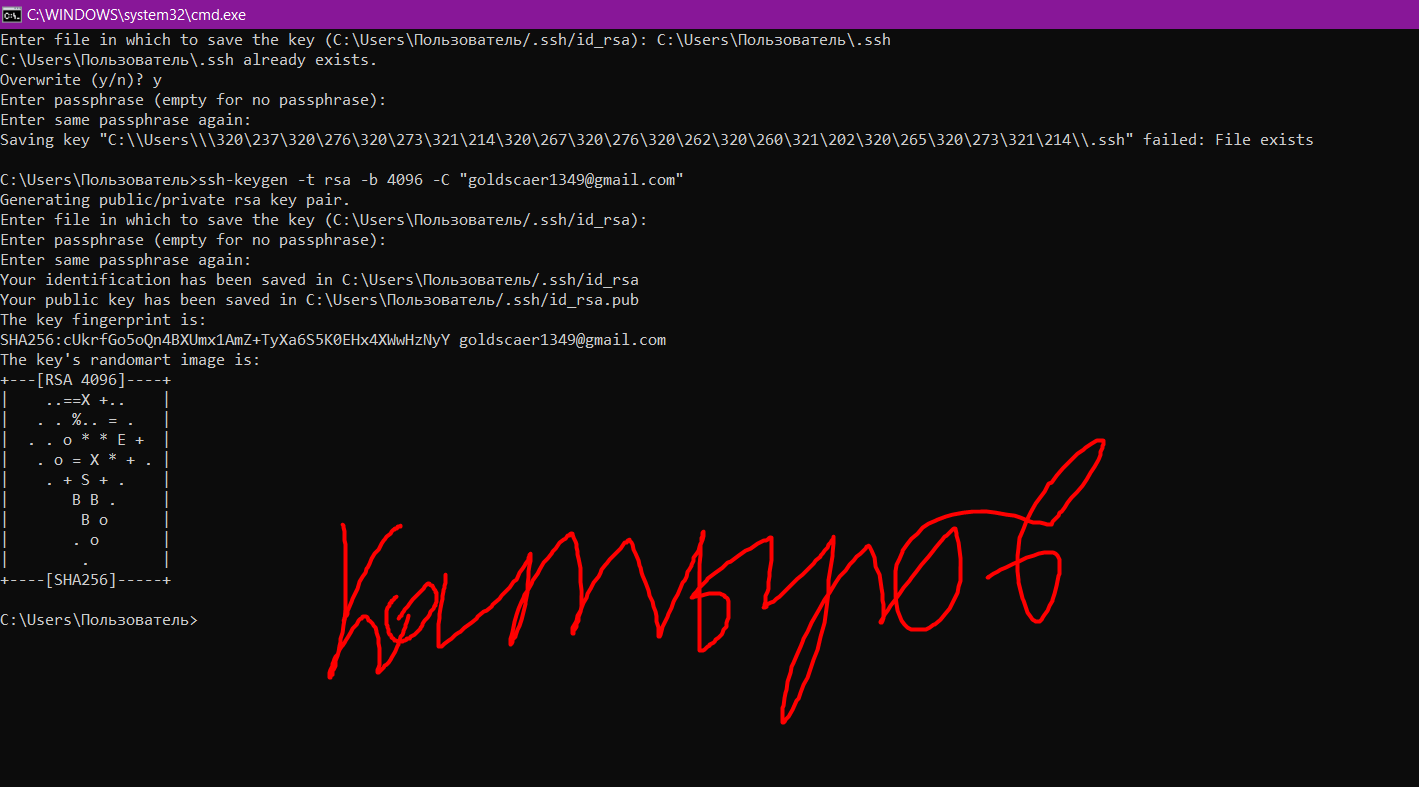 C:\WINDOWS\system32\cmd.exe
Enter file in which to save the key (C:\Users\Пользователь/.ssh/id_rsa): C:\Users\Пользователь\.ssh
C:\Users\Пользователь\.ssh already exists.
Overwrite (y/n)? y
Enter passphrase (empty for no passphrase):
Enter same passphrase again:
Saving key "C:\\Users\\\320\237\320\276\320\273\321\214\320\267\320\276\320\262\320\260\321\202\320\265\320\273\321\214\\.ssh" failed: File exists
C:\Users\Пользователь>ssh-keygen -t rsa -b 4096 -C "goldscaer1349@gmail.com"
Generating public/private rsa key pair.
Enter file in which to save the key (C:\Users\Пользователь/.ssh/id_rsa):
Enter passphrase (empty for no passphrase):
Enter same passphrase again:
Your identification has been saved in C:\Users\Пользователь/.ssh/id_rsa
Your public key has been saved in C:\Users\Пользователь/.ssh/id_rsa.pub
The key fingerprint is:
SHA256:cUkrfGo5oQn4BXUmx1AmZ+TyXa6S5K0EHx4XWwHzNyY goldscaer1349@gmail.com
The key's randomart image is:
+---[RSA 4096]----+
|    ..==X +..    |
|   . . %.. = .   |
|  . . o * * E +  |
|   . o = X * + . |
|    . + S + .    |
|       B B .     |
|        B o      |
|       . o       |
|        .        |
+----[SHA256]-----+
C:\Users\Пользователь>